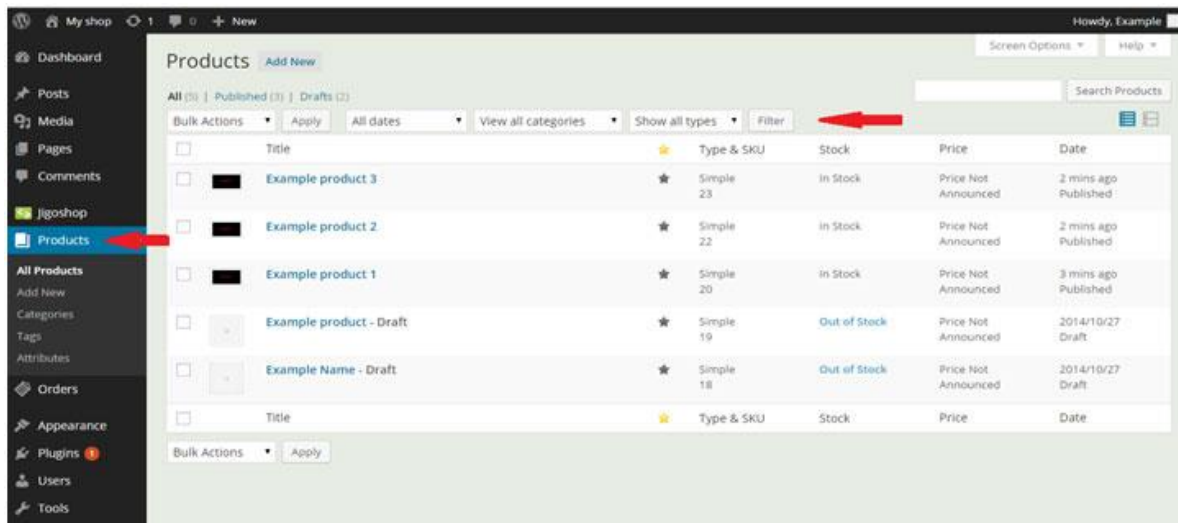 My shop 1 0 + New Howdy, Example
Dashboard
Posts
Media
Pages
Comments
Jigoshop
Products
All Products
Add New
Categories
Tags
Attributes
Orders
Appearance
Plugins 1
Users
Tools
Screen Options Help
Products Add New
All (5) | Published (3) | Drafts (2) Search Products
Bulk Actions Apply All dates View all categories Show all types Filter
Title Type & SKU Stock Price Date
Example product 3 Simple In Stock Price Not 2 mins ago
23 Announced Published
Example product 2 Simple In Stock Price Not 2 mins ago
22 Announced Published
Example product 1 Simple In Stock Price Not 3 mins ago
20 Announced Published
Example product - Draft Simple Out of Stock Price Not 2014/10/27
19 Announced Draft
Example Name - Draft Simple Out of Stock Price Not 2014/10/27
18 Announced Draft
Title Type & SKU Stock Price Date
Bulk Actions Apply